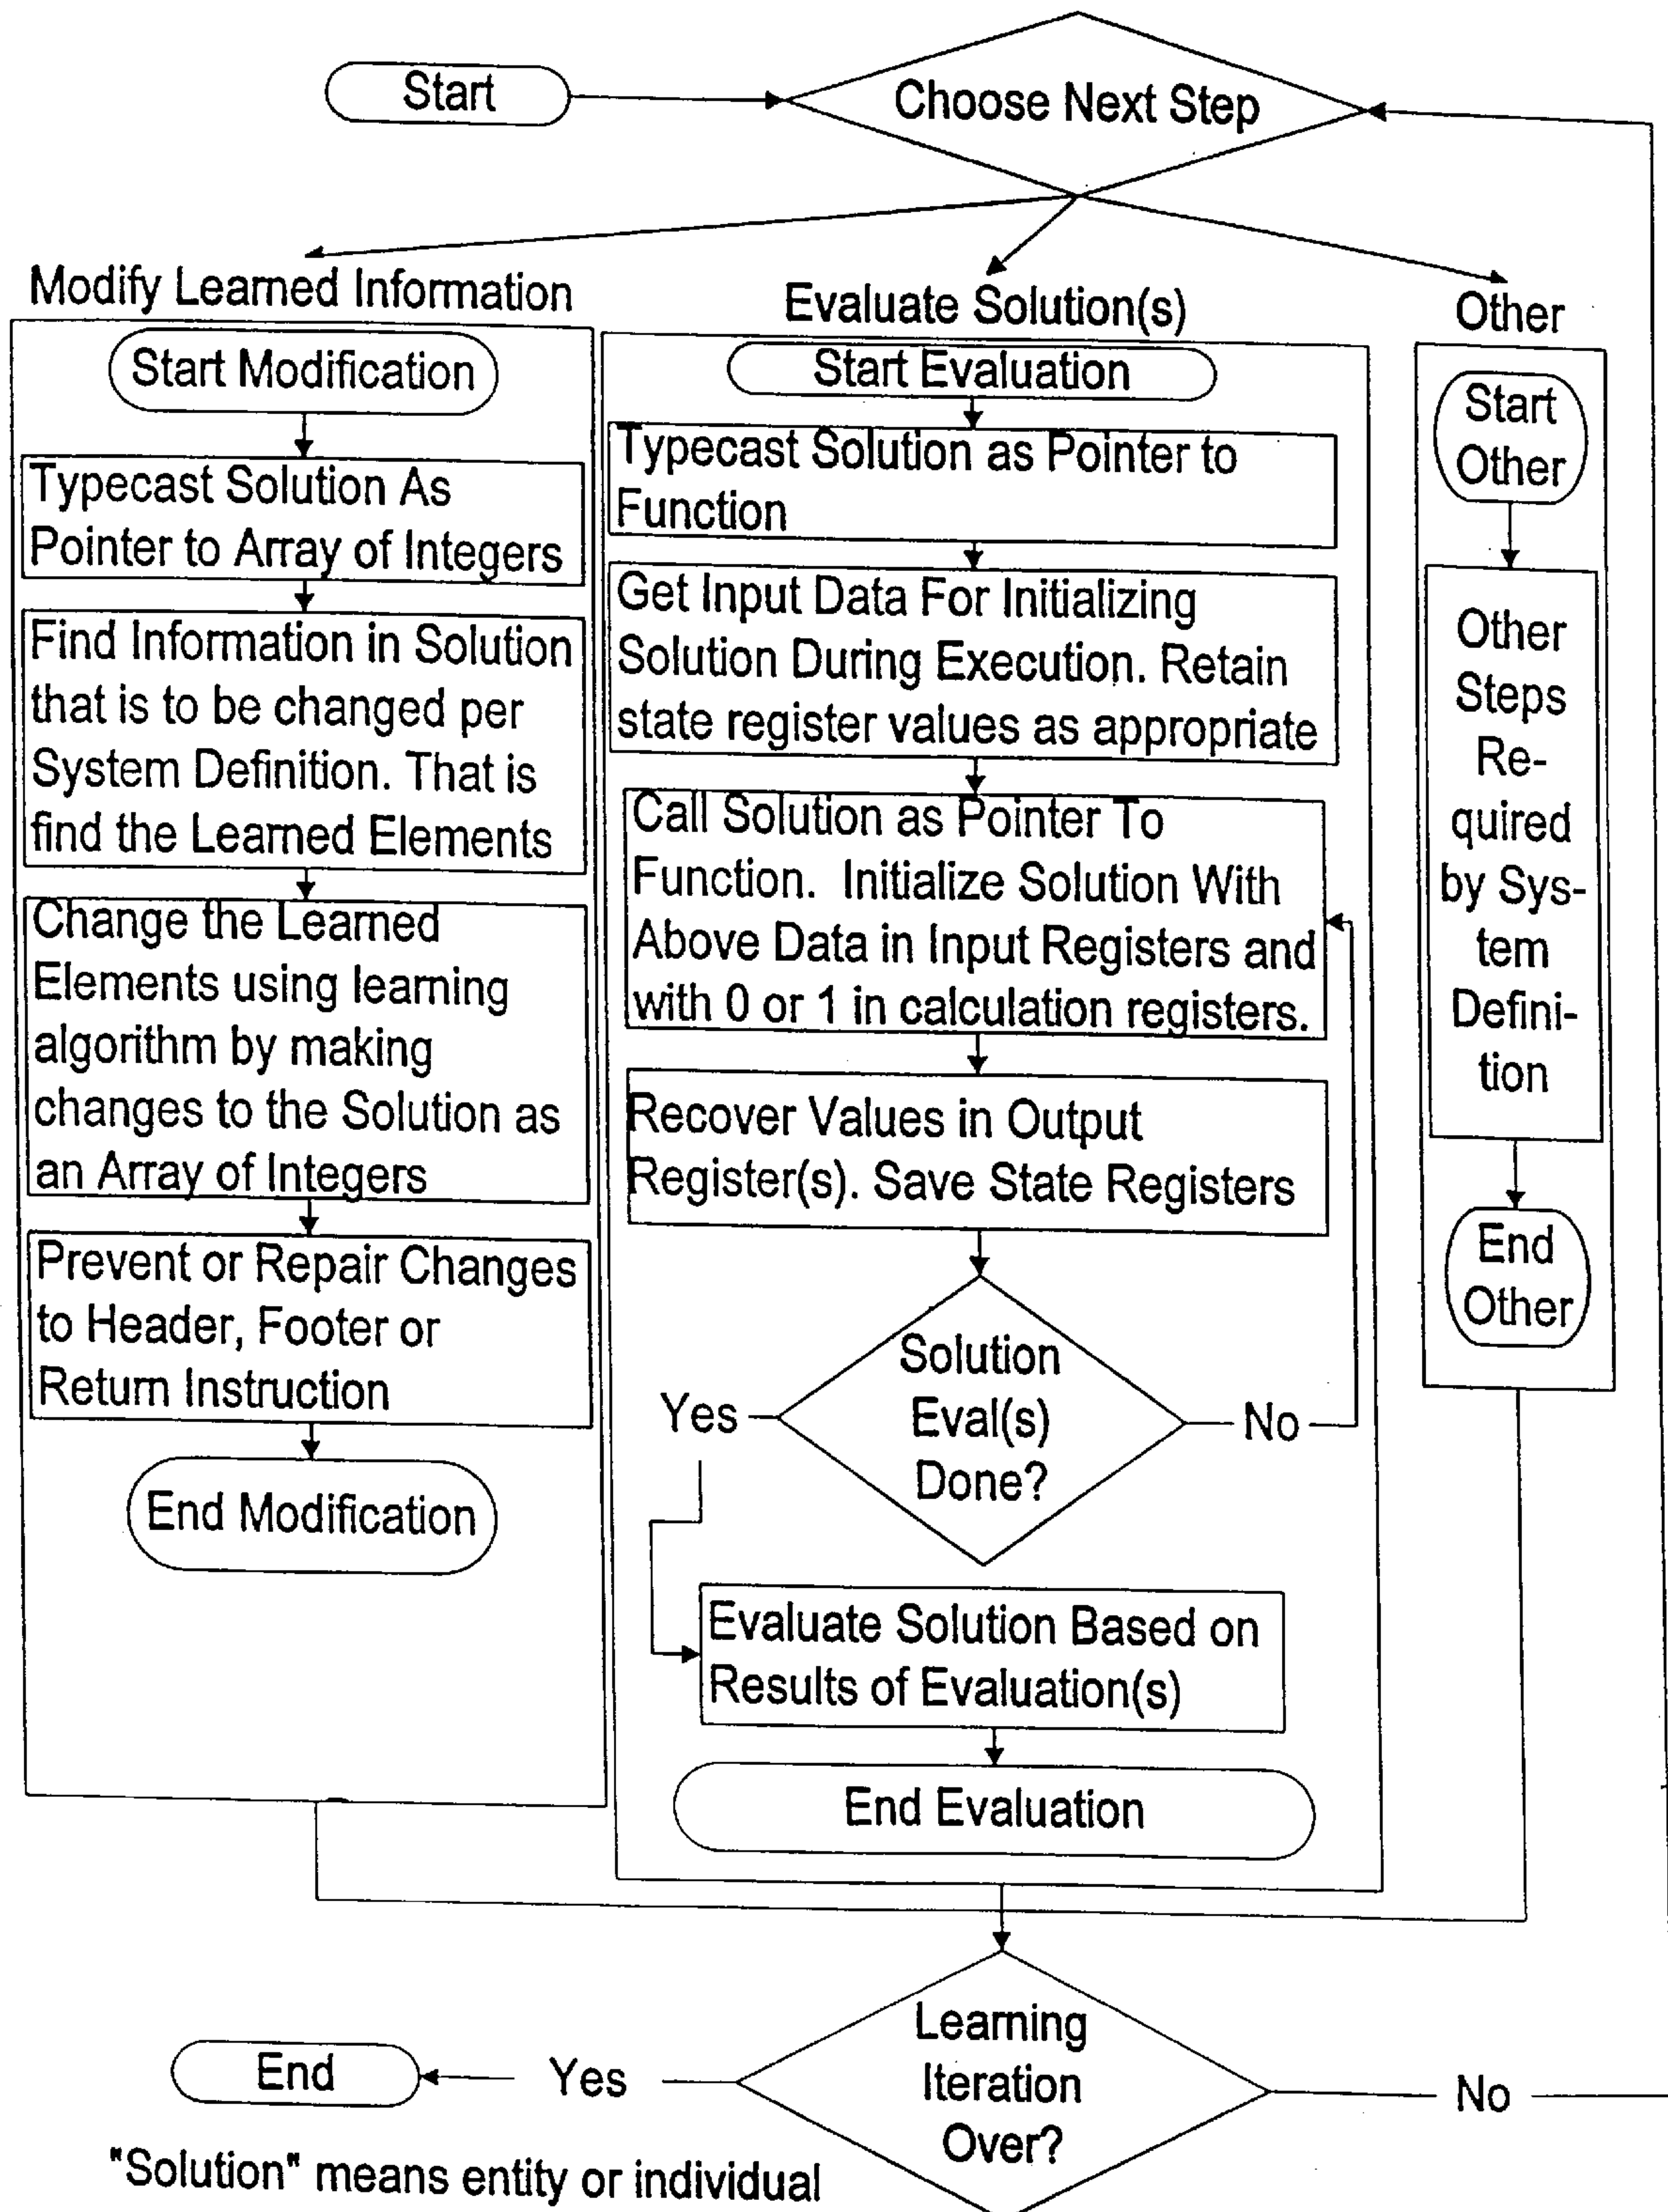 Start
Choose Next Step
Modify Learned Information
Start Modification
Typecast Solution As
Pointer to Array of Integers
Find Information in Solution
that is to be changed per
System Definition. That is
find the Learned Elements
Change the Learned
Elements using learning
algorithm by making
changes to the Solution as
an Array of Integers
Prevent or Repair Changes
to Header, Footer or
Return Instruction
End Modification
Evaluate Solution(s)
Start Evaluation
Typecast Solution as Pointer to
Function
Get Input Data For Initializing
Solution During Execution. Retain
state register values as appropriate
Call Solution as Pointer To
Function. Initialize Solution With
Above Data in Input Registers and
with 0 or 1 in calculation registers.
Recover Values in Output
Register(s). Save State Registers
Solution
Eval(s)
Done?
Yes
No
Evaluate Solution Based on
Results of Evaluation(s)
End Evaluation
Other
Start
Other
Other
Steps
Re-
quired
by Sys-
tem
Defini-
tion
End
Other
Learning
Iteration
Over?
Yes
No
End
"Solution" means entity or individual